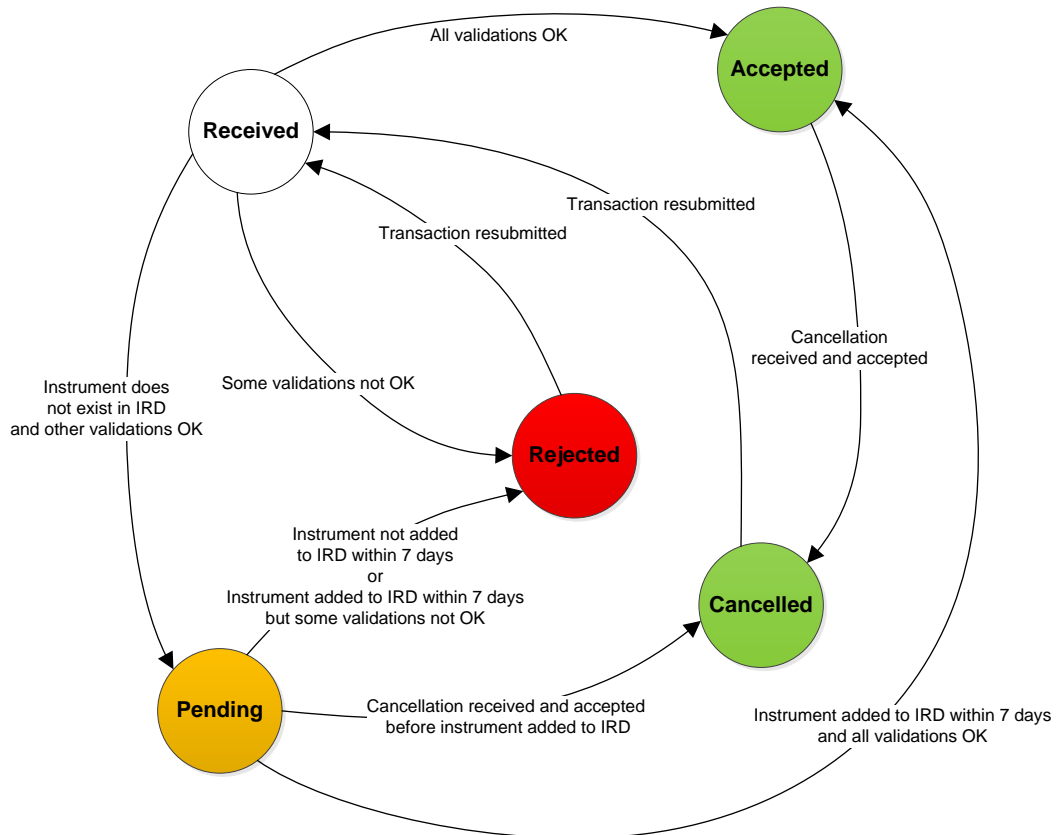 All validations OK
Accepted
Received
Transaction resubmitted
Transaction resubmitted
Cancellation
received and accepted
Instrument does
not exist in IRD
and other validations OK
Some validations not OK
Rejected
Instrument not added
to IRD within 7 days
or
Instrument added to IRD within 7 days
but some validations not OK
Cancelled
Pending
Cancellation received and accepted
before instrument added to IRD
Instrument added to IRD within 7 days
and all validations OK